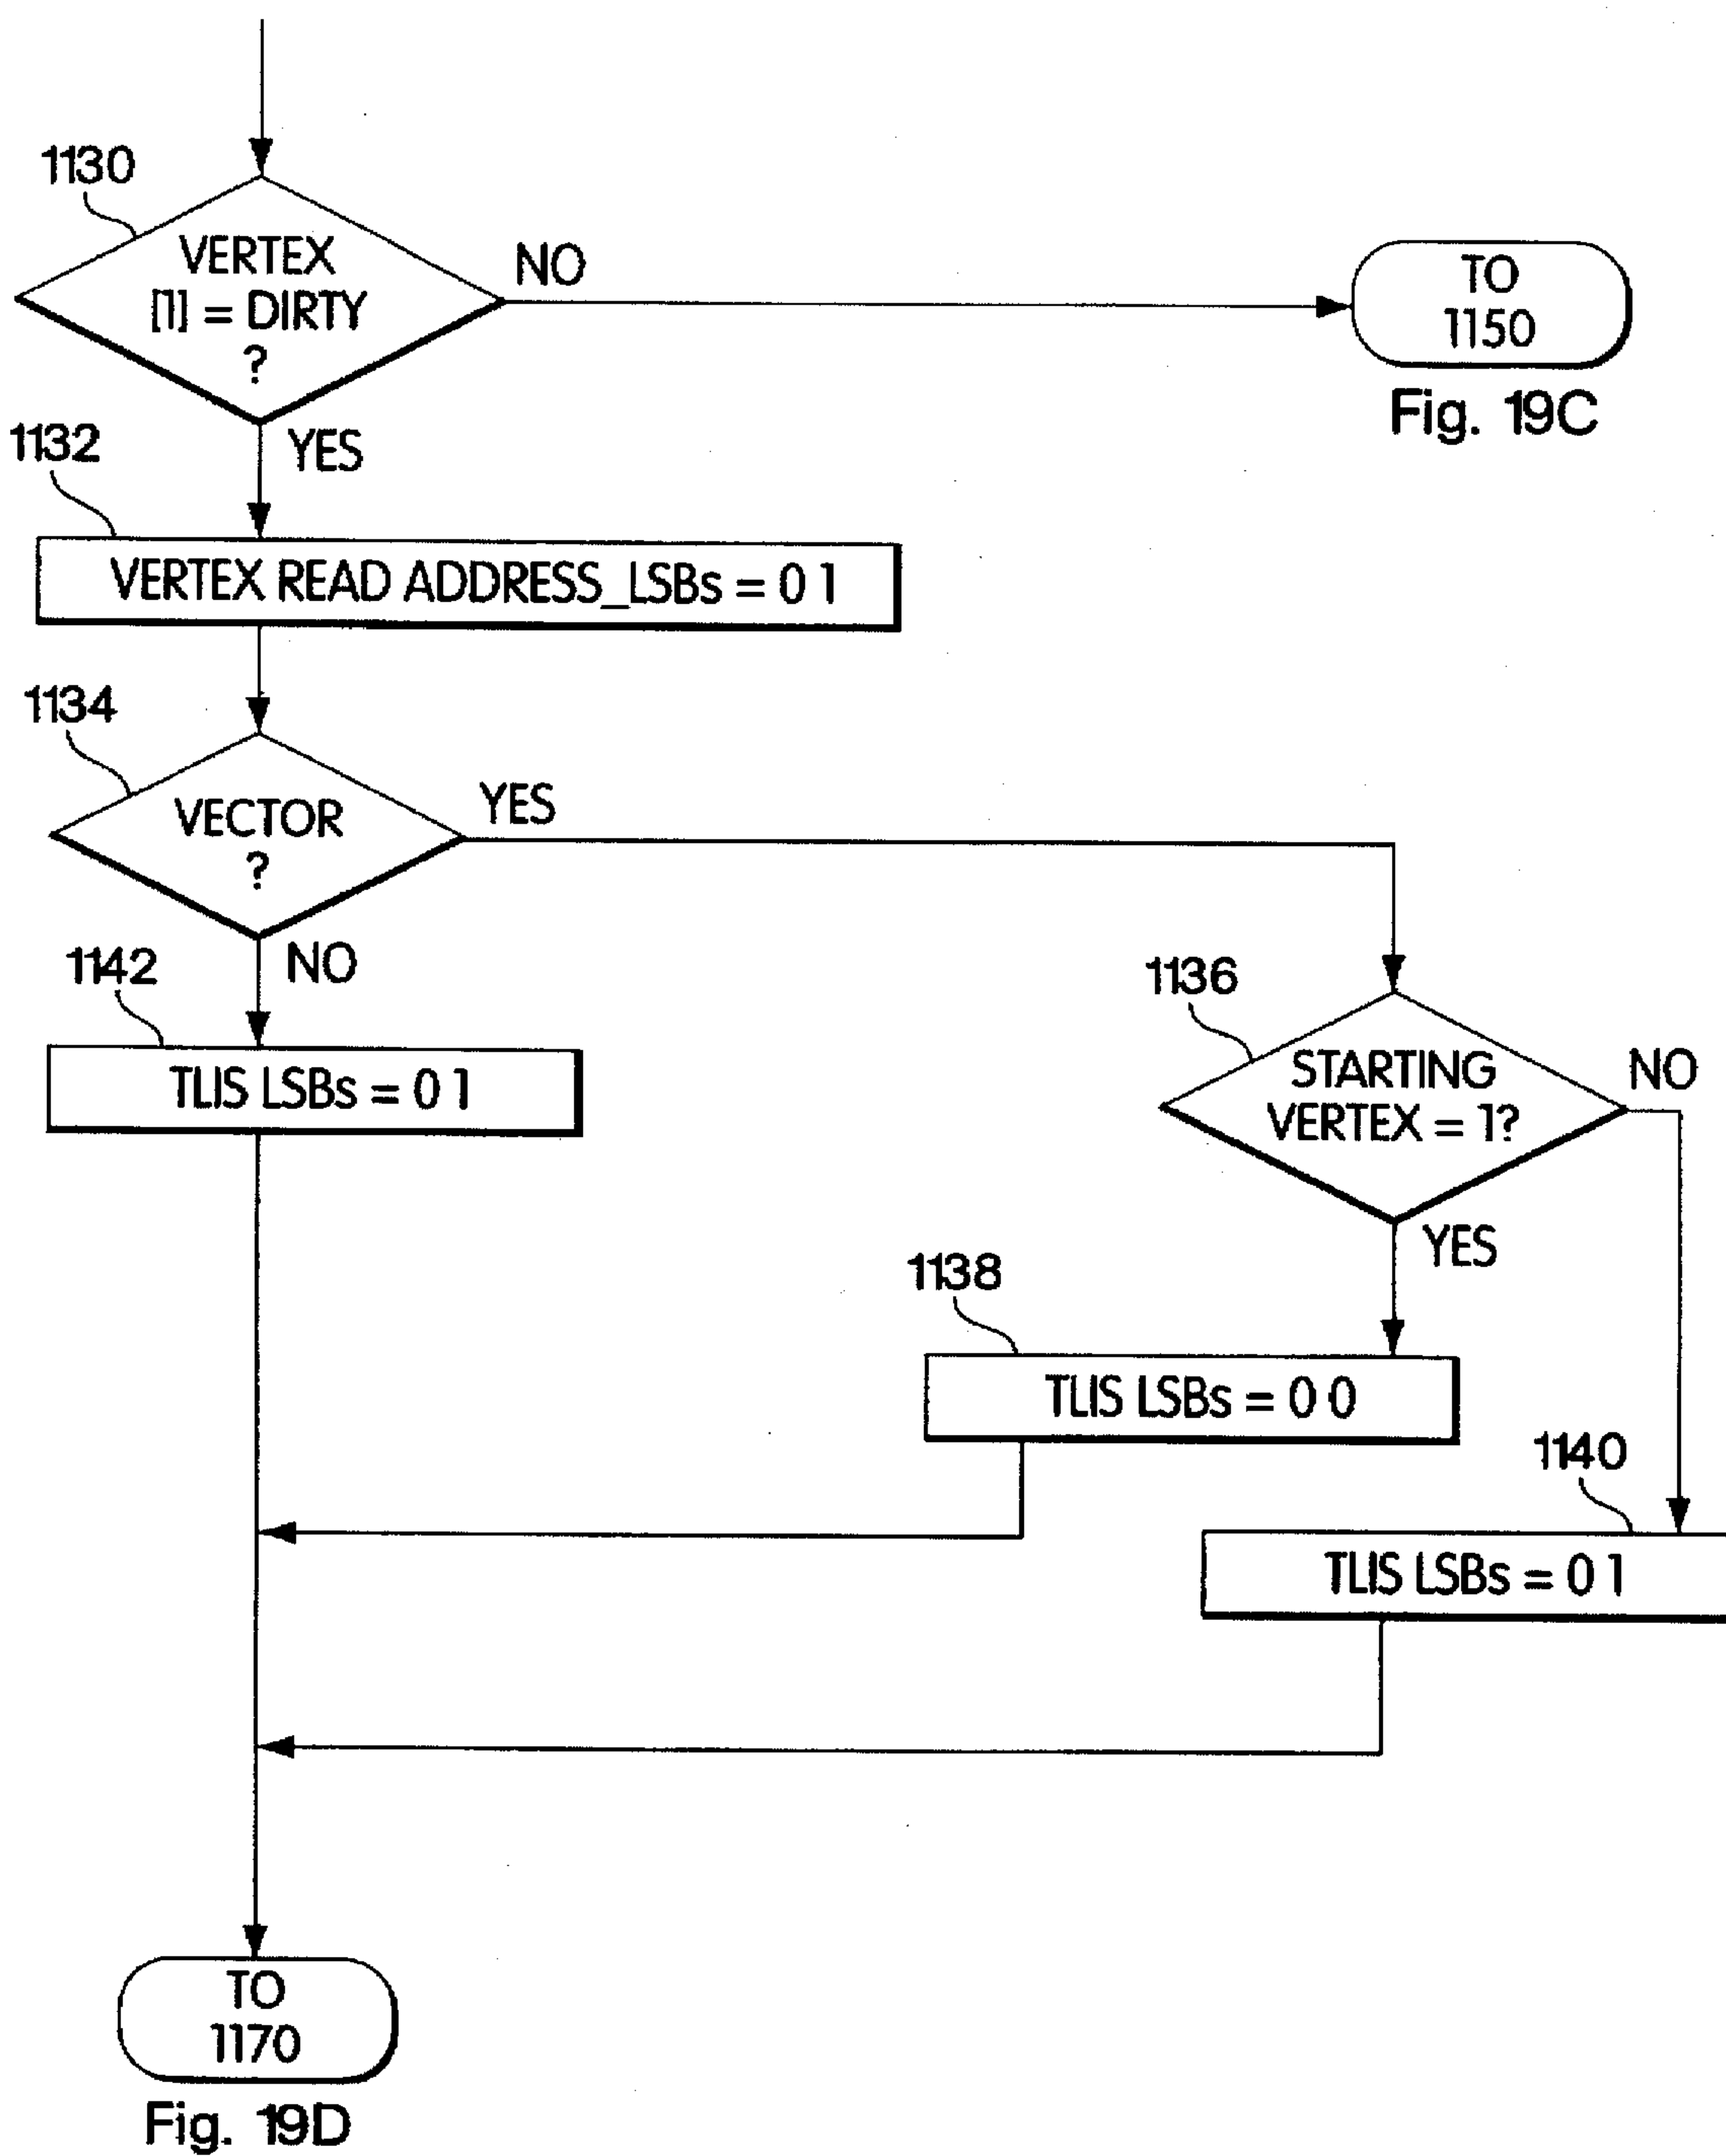 1130
VERTEX
[1] = DIRTY
?
NO
TO
1150
Fig. 19C
YES
1132
VERTEX READ ADDRESS_LSBs = 0 1
1134
VECTOR
?
YES
NO
1142
TLIS LSBs = 0 1
1136
STARTING
VERTEX = 1?
NO
YES
1138
TLIS LSBs = 0 0
1140
TLIS LSBs = 0 1
TO
1170
Fig. 19D